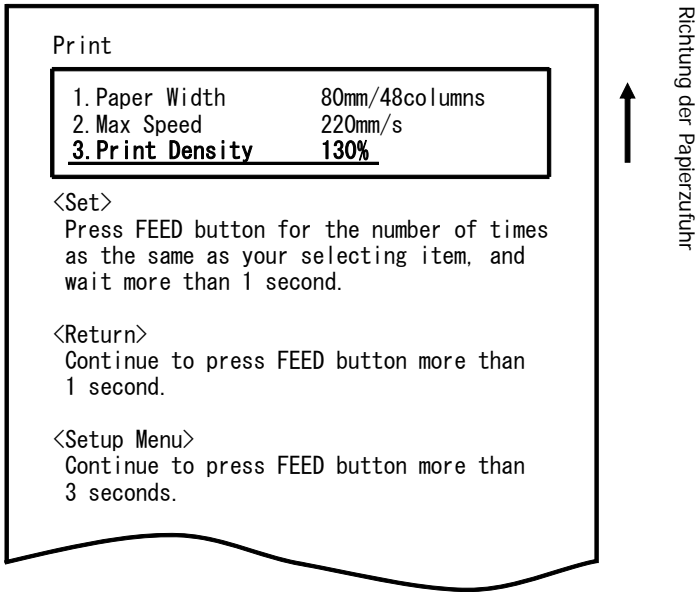 Print
1.Paper Width 80mm/48columns
2.Max Speed 220mm/s
3.Print Density 130%
<Set>
Press FEED button for the number of times
as the same as your selecting item, and
wait more than 1 second.
<Return>
Continue to press FEED button more than
1 second.
<Setup Menu>
Continue to press FEED button more than
3 seconds.
Richtung der Papierzufuhr